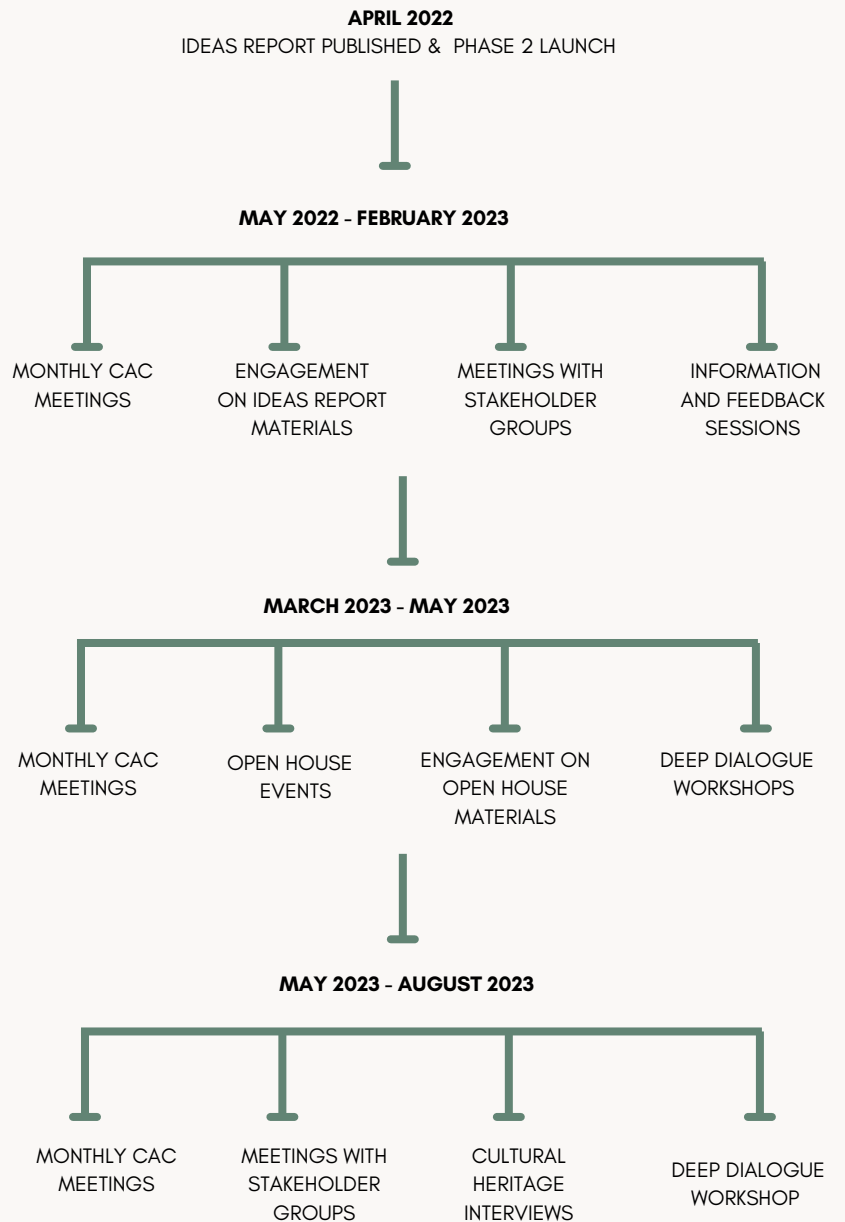 APRIL 2022
IDEAS REPORT PUBLISHED & PHASE 2 LAUNCH
MAY 2022 - FEBRUARY 2023
MONTHLY CAC
MEETINGS
ENGAGEMENT
ON IDEAS REPORT
MATERIALS
MEETINGS WITH
STAKEHOLDER
GROUPS
INFORMATION
AND FEEDBACK
SESSIONS
MARCH 2023 - MAY 2023
MONTHLY CAC
MEETINGS
OPEN HOUSE
EVENTS
ENGAGEMENT ON
OPEN HOUSE
MATERIALS
DEEP DIALOGUE
WORKSHOPS
MAY 2023 - AUGUST 2023
MONTHLY CAC
MEETINGS
MEETINGS WITH
STAKEHOLDER
GROUPS
CULTURAL
HERITAGE
INTERVIEWS
DEEP DIALOGUE
WORKSHOP